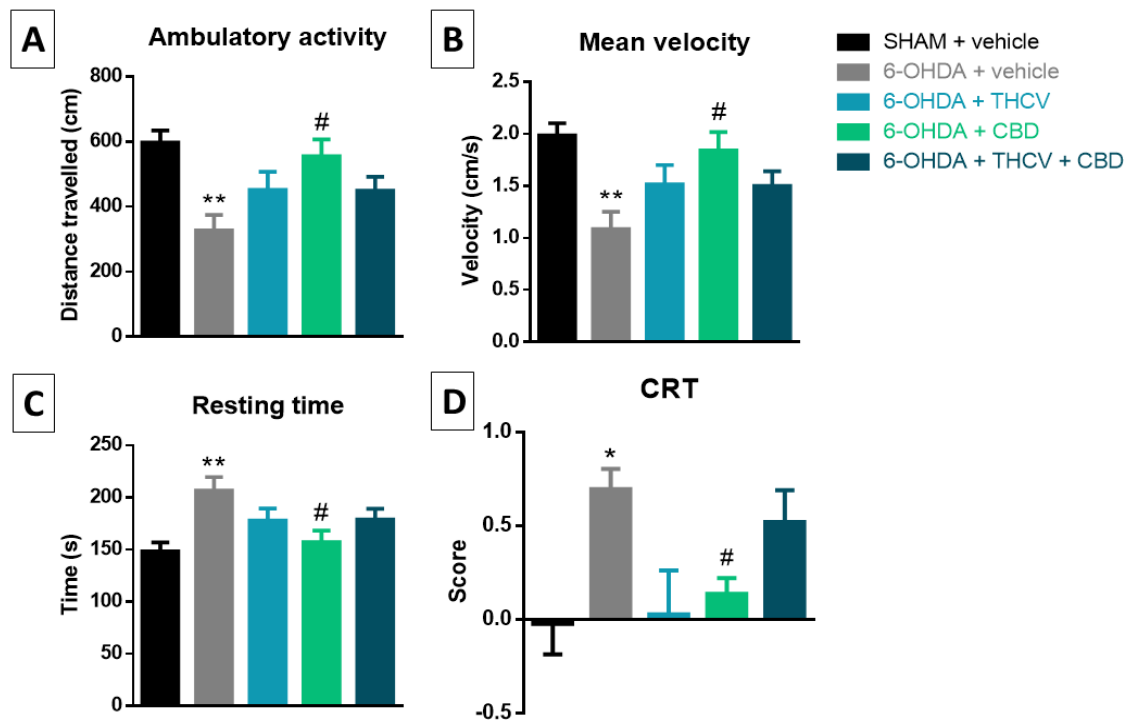 A
Ambulatory activity
Distance travelled (cm)
800
600
400
200
0
**
#
B
Mean velocity
Velocity (cm/s)
2.5
2.0
1.5
1.0
0.5
0.0
**
#
SHAM + vehicle
6-OHDA + vehicle
6-OHDA + THCV
6-OHDA + CBD
6-OHDA + THCV + CBD
C
Resting time
Time (s)
250
200
150
100
50
0
**
#
D
CRT
Score
1.0
0.5
0.0
-0.5
*
#